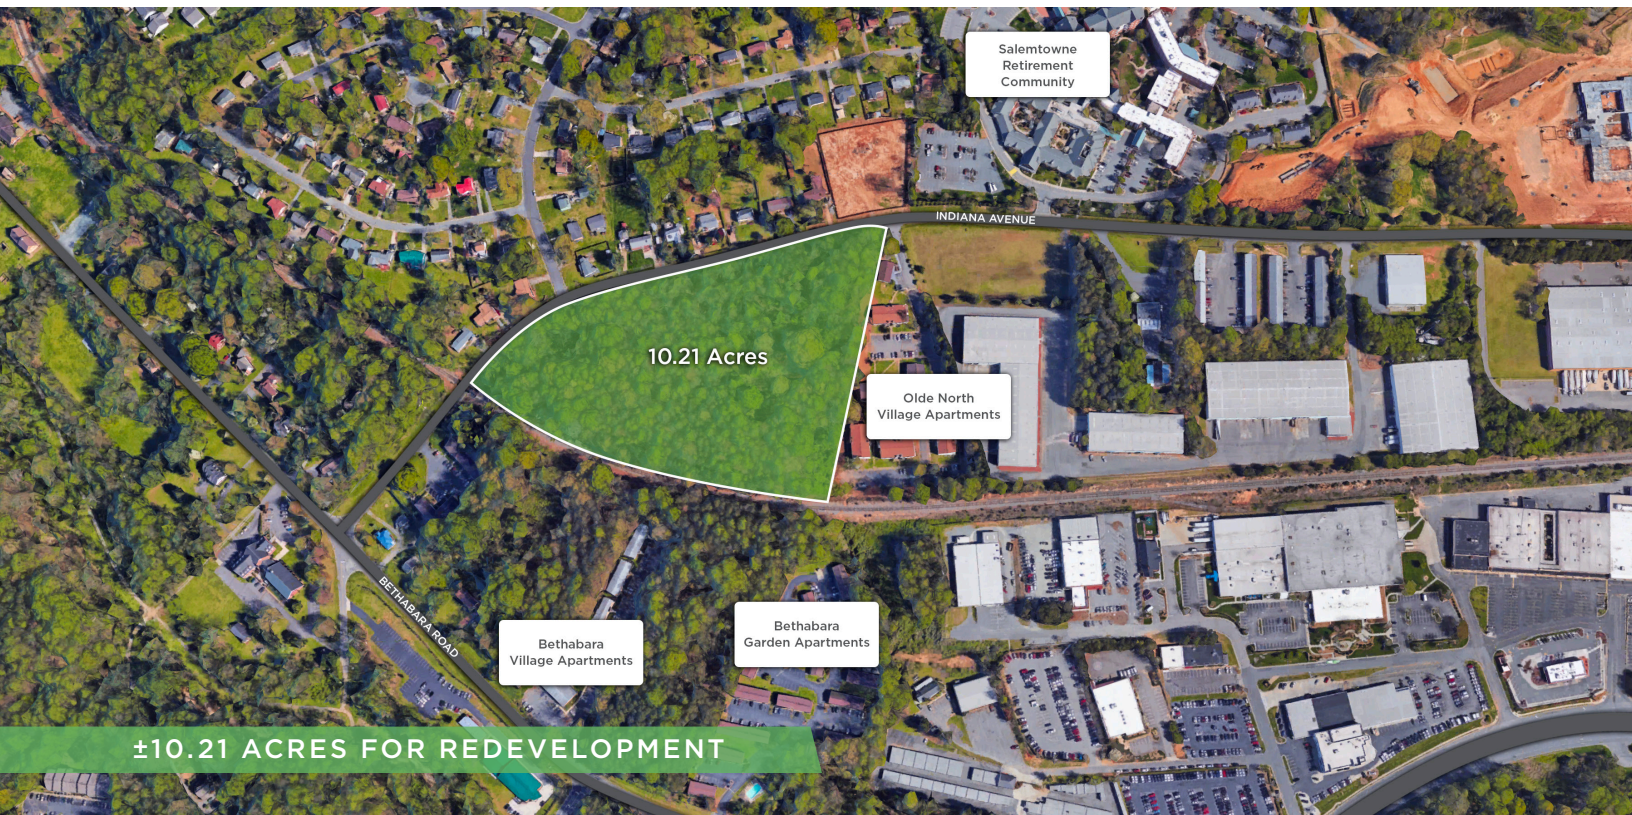 Salemtowne
Retirement
Community
INDIANA AVENUE
10.21 Acres
Olde North
Village Apartments
BETHABARA ROAD
Bethabara
Village Apartments
Bethabara
Garden Apartments
±10.21 ACRES FOR REDEVELOPMENT